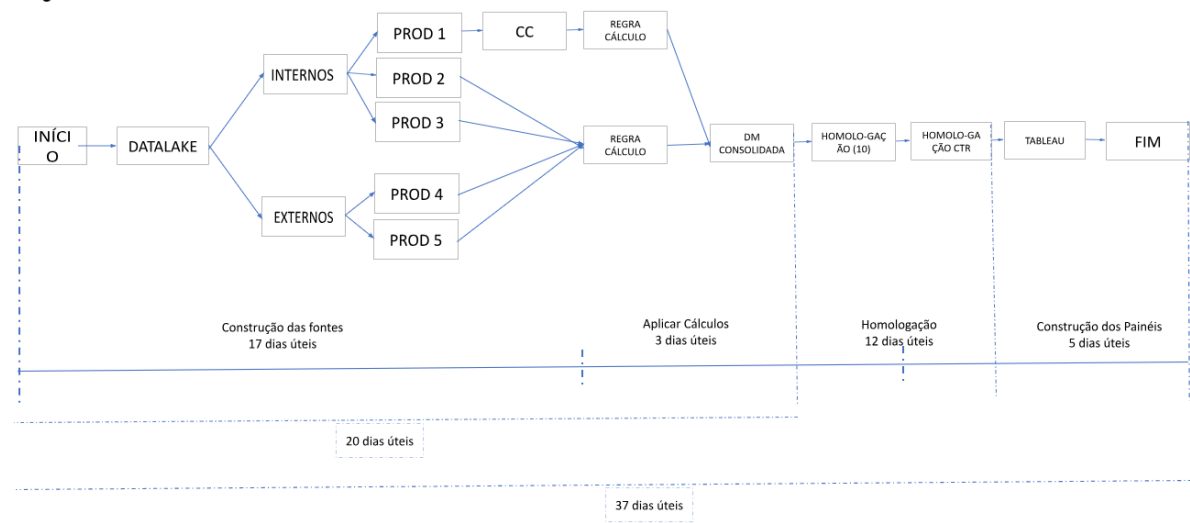 PROD 1
CC
REGRA
CÁLCULO
INTERNOS
PROD 2
PROD 3
INÍCI
O
DATALAKE
REGRA
CÁLCULO
DM
CONSOLIDADA
HOMOLO-GAÇ
ÃO (10)
HOMOLO-GA
ÇÃO CTR
TABLEAU
FIM
PROD 4
EXTERNOS
PROD 5
Construção das fontes
17 dias úteis
Aplicar Cálculos
3 dias úteis
Homologação
12 dias úteis
Construção dos Painéis
5 dias úteis
20 dias úteis
37 dias úteis